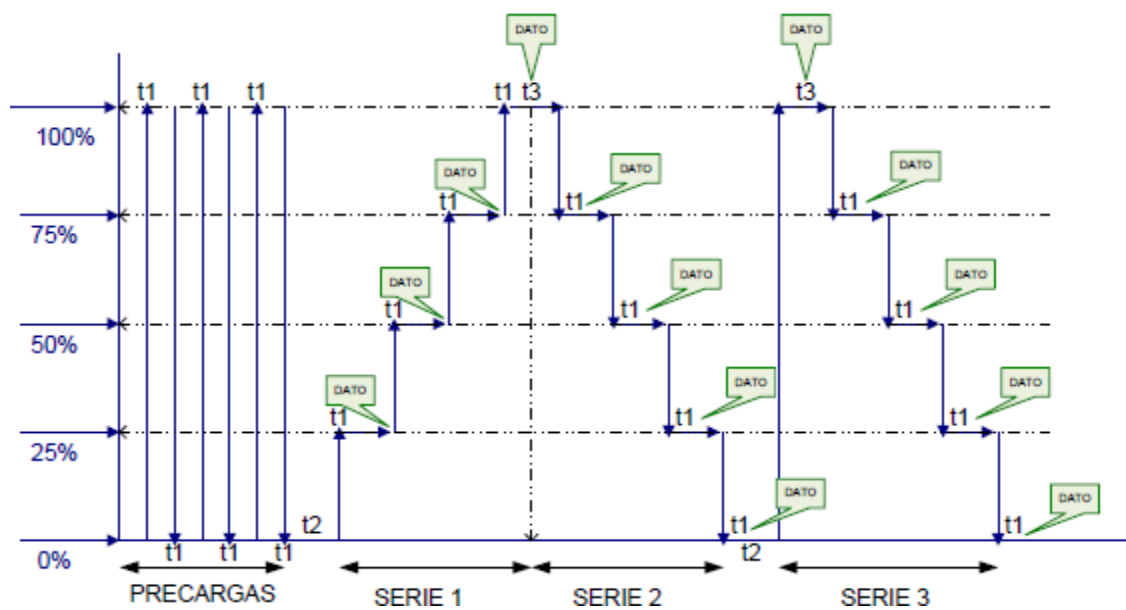 DATO DATO
t1 t1 t1 t1 t3 t3
100%
DATO DATO DATO
t1 t1 t1
75%
DATO DATO DATO
t1 t1 t1
50%
DATO DATO DATO
t1 t1 t1
25%
DATO DATO
t2 t1 t1
0% t1 t1 t1 t2
PRECARGAS SERIE 1 SERIE 2 SERIE 3